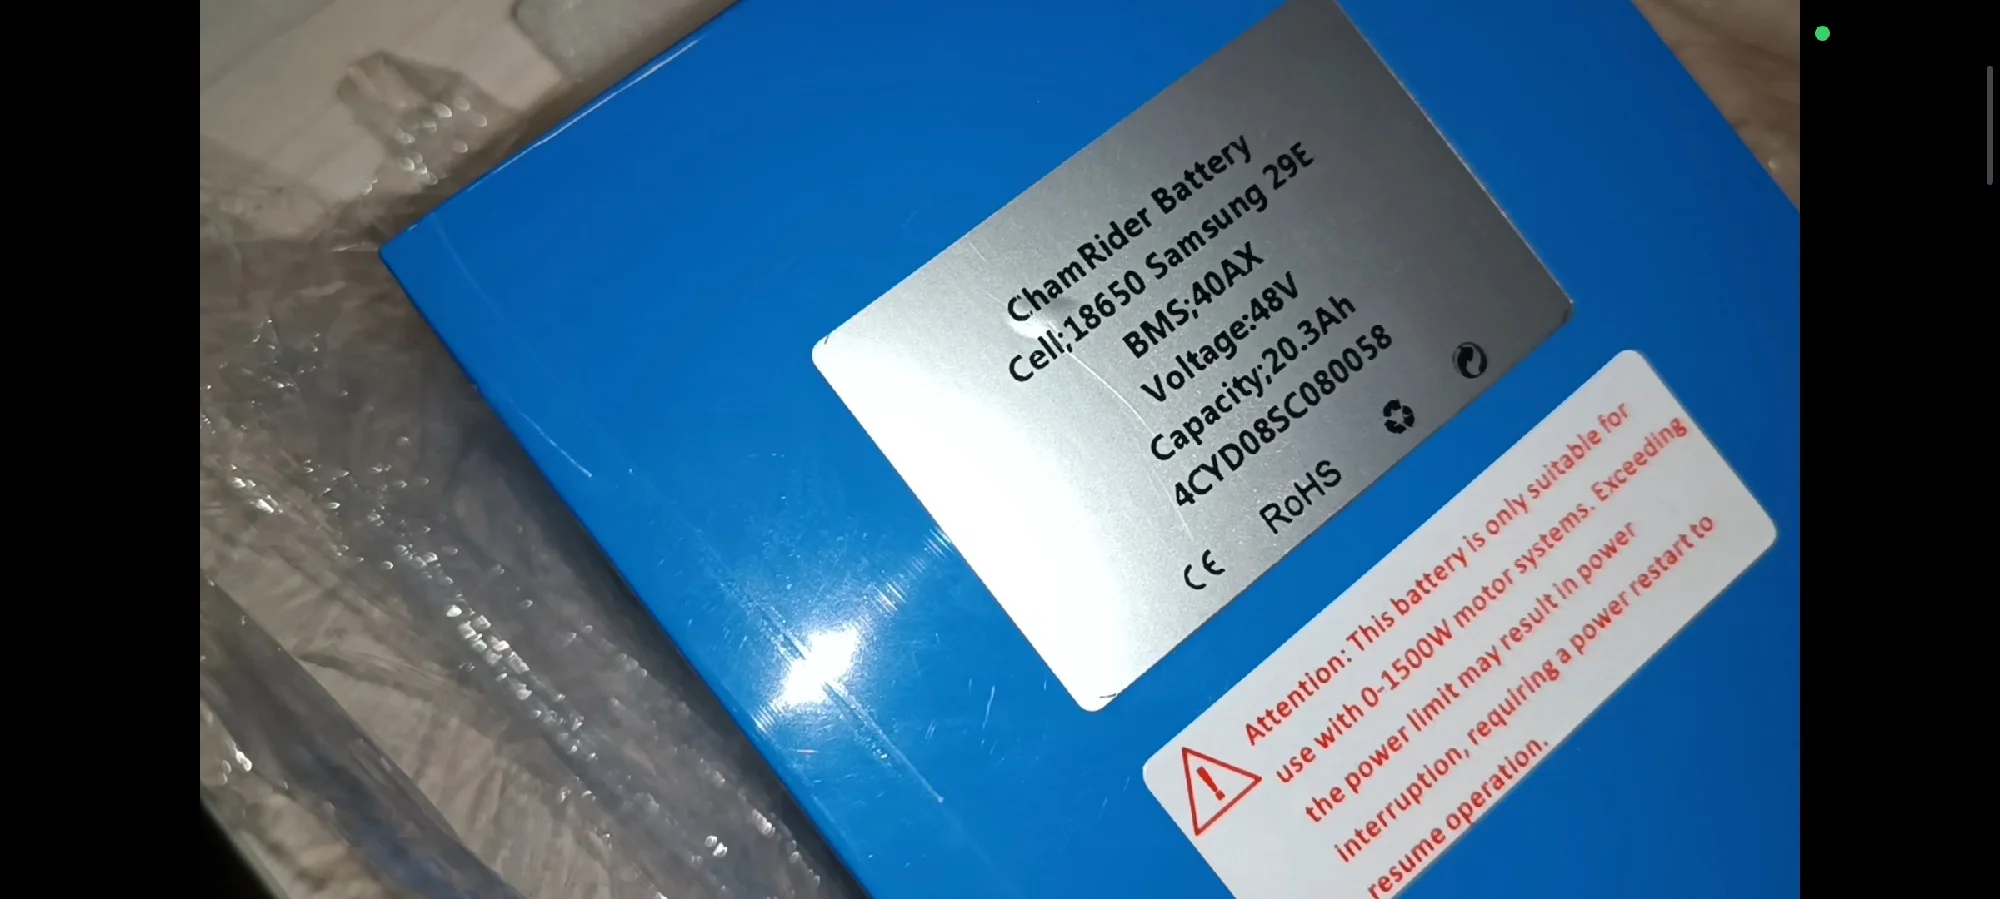 ChamRider Battery
Cell;18650 Samsung 29E
BMS;40AX
Voltage:48V
Capacity;20.3Ah
4CYD08SC080058
CE RoHS
Attention: This battery is only suitable for
use with 0-1500W motor systems. Exceeding
the power limit may result in power
interruption, requiring a power restart to
resume operation.